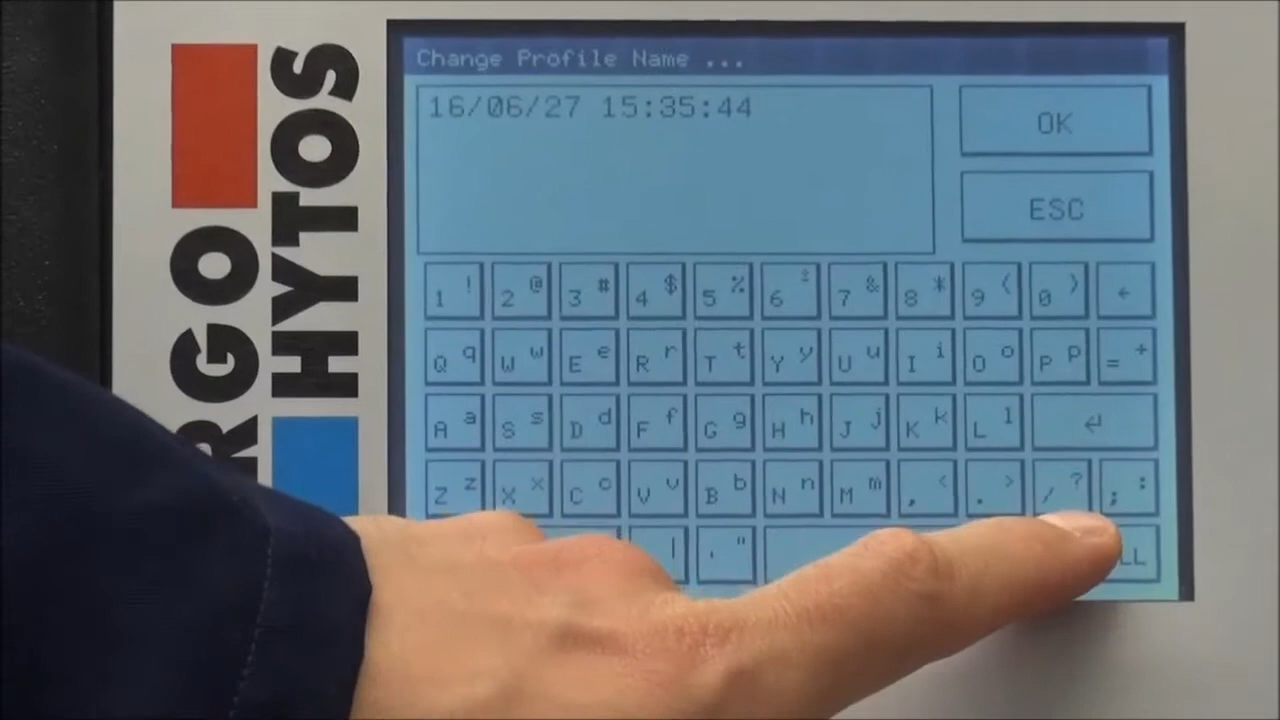 RGO
HYTOS
Change Profile Name ...
16/06/27 15:35:44
OK
ESC
1 ! 2 @ 3 # 4 $ 5 % 6 7 & 8 * 9 ( 0 ) ←
Q q W w E e R r T t Y y U u I i O o P p = +
A a S s D d F f G g H h J j K k L l ↵
Z z X x C c V v B b N n M m , < . > / ? ; :
| ' " LL